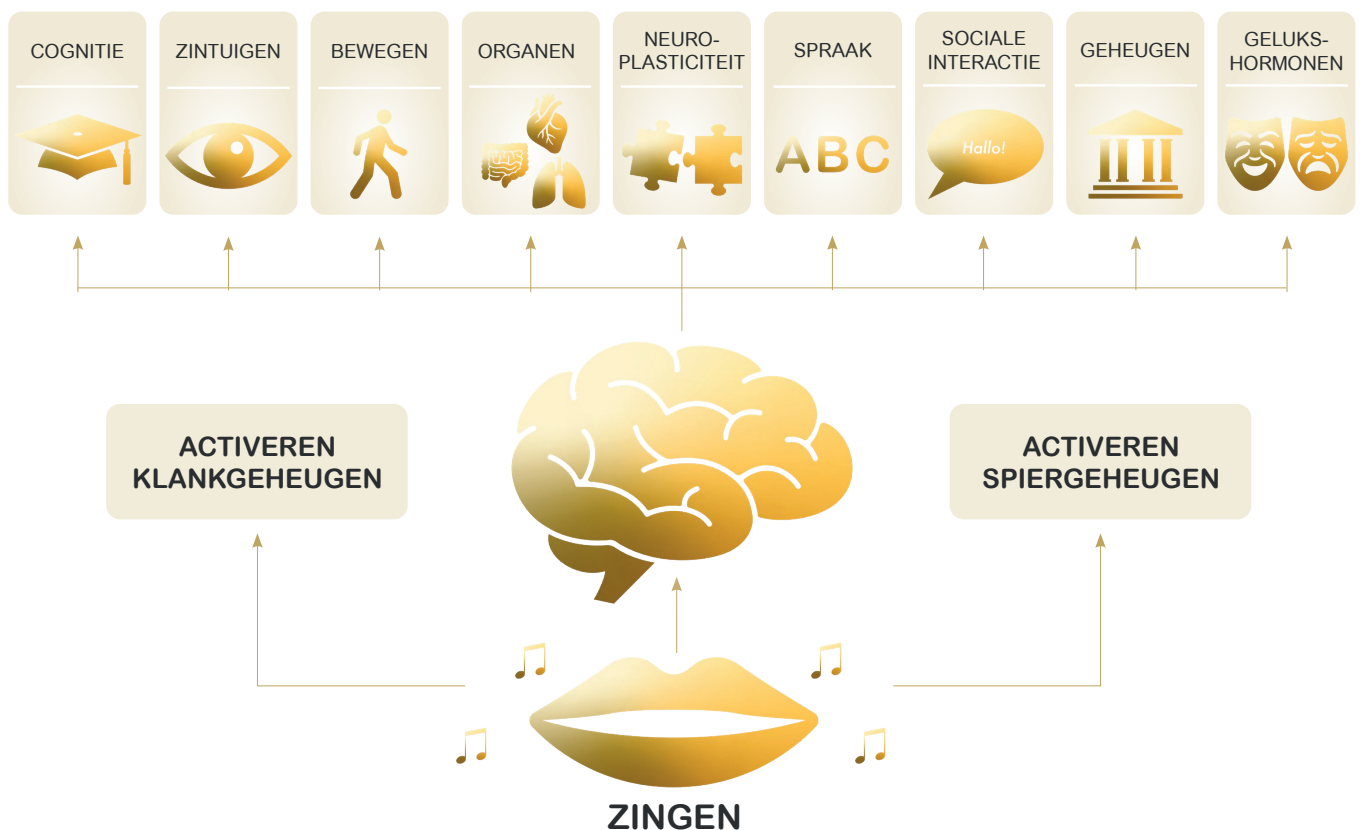 COGNITIE
ZINTUIGEN
BEWEGEN
ORGANEN
NEURO-
PLASTICITEIT
SPRAAK
SOCIALE
INTERACTIE
GEHEUGEN
GELUKS-
HORMONEN
ABC
Hallo!
ACTIVEREN
KLANKGEHEUGEN
ACTIVEREN
SPIERGEHEUGEN
ZINGEN